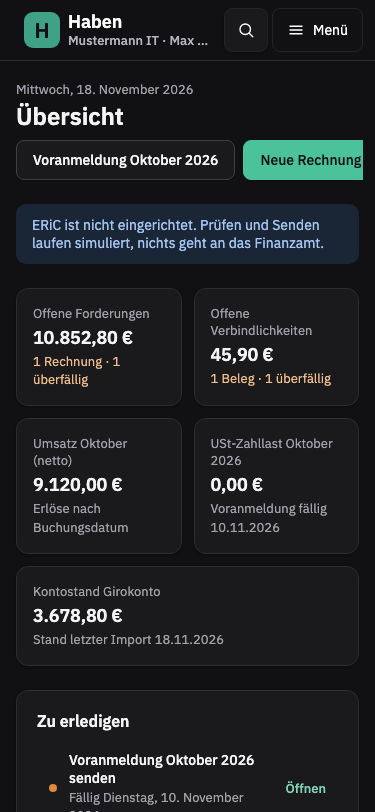 H
Haben
Mustermann IT · Max ...
Menü
Mittwoch, 18. November 2026
Übersicht
Voranmeldung Oktober 2026
Neue Rechnung
ERiC ist nicht eingerichtet. Prüfen und Senden
laufen simuliert, nichts geht an das Finanzamt.
Offene Forderungen
10.852,80 €
1 Rechnung · 1
überfällig
Offene
Verbindlichkeiten
45,90 €
1 Beleg · 1 überfällig
Umsatz Oktober
(netto)
9.120,00 €
Erlöse nach
Buchungsdatum
USt-Zahllast Oktober
2026
0,00 €
Voranmeldung fällig
10.11.2026
Kontostand Girokonto
3.678,80 €
Stand letzter Import 18.11.2026
Zu erledigen
Voranmeldung Oktober 2026
senden
Fällig Dienstag, 10. November
Öffnen